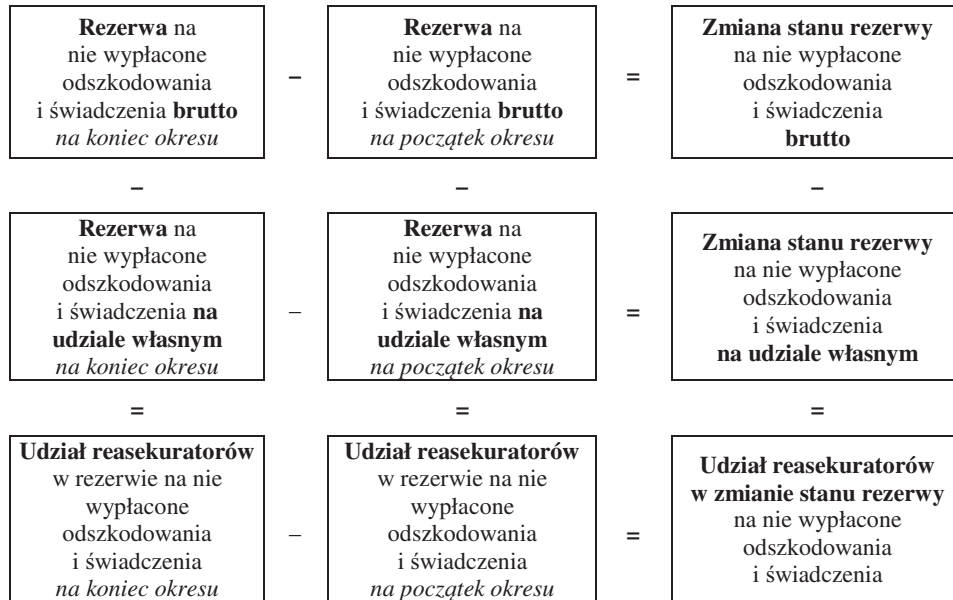 Rezerwa na
nie wypłacone
odszkodowania
i świadczenia brutto
na koniec okresu
–
Rezerwa na
nie wypłacone
odszkodowania
i świadczenia brutto
na początek okresu
=
Zmiana stanu rezerwy
na nie wypłacone
odszkodowania
i świadczenia
brutto
–
–
–
Rezerwa na
nie wypłacone
odszkodowania
i świadczenia na
udziale własnym
na koniec okresu
–
Rezerwa na
nie wypłacone
odszkodowania
i świadczenia na
udziale własnym
na początek okresu
=
Zmiana stanu rezerwy
na nie wypłacone
odszkodowania
i świadczenia
na udziale własnym
=
=
=
Udział reasekuratorów
w rezerwie na nie
wypłacone
odszkodowania
i świadczenia
na koniec okresu
–
Udział reasekuratorów
w rezerwie na nie
wypłacone
odszkodowania
i świadczenia
na początek okresu
=
Udział reasekuratorów
w zmianie stanu rezerwy
na nie wypłacone
odszkodowania
i świadczenia